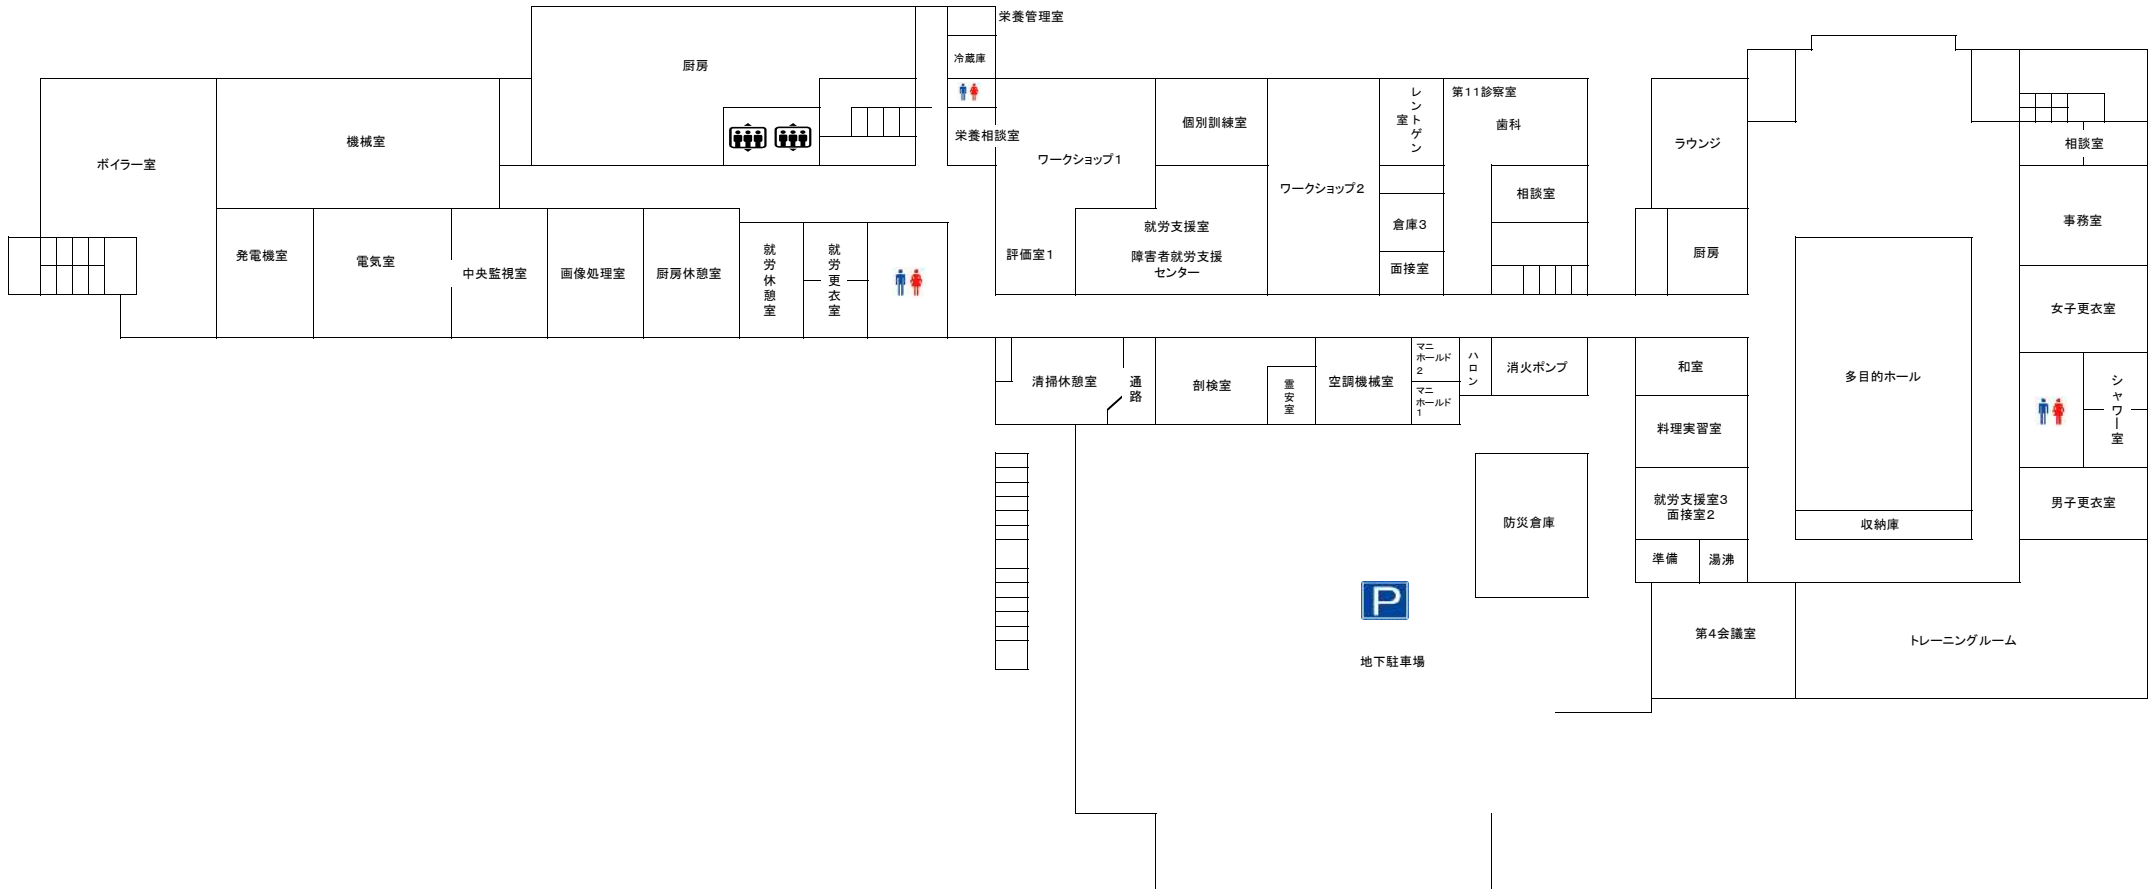 栄養管理室
冷蔵庫
厨房
栄養相談室
機械室
ボイラー室
発電機室
電気室
中央監視室
画像処理室
厨房休憩室
就労休憩室
就労更衣室
ワークショップ1
個別訓練室
ワークショップ2
レントゲン室
第11診察室
歯科
相談室
就労支援室
障害者就労支援
センター
評価室1
倉庫3
面接室
ラウンジ
厨房
相談室
事務室
女子更衣室
シャワー室
男子更衣室
多目的ホール
収納庫
清掃休憩室
通路
剖検室
霊安室
空調機械室
マニ
ホールド
2
マニ
ホールド
1
ハロン
消火ポンプ
和室
料理実習室
就労支援室3
面接室2
準備
湯沸
防災倉庫
P
地下駐車場
第4会議室
トレーニングルーム